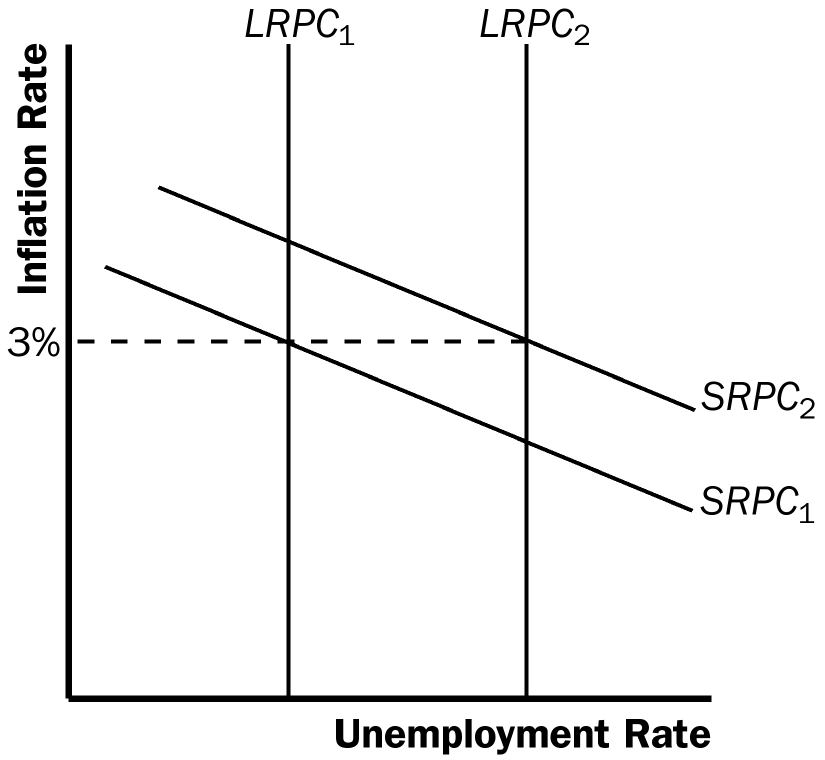 LRPC₁ LRPC₂
Inflation Rate
3%
SRPC₂
SRPC₁
Unemployment Rate